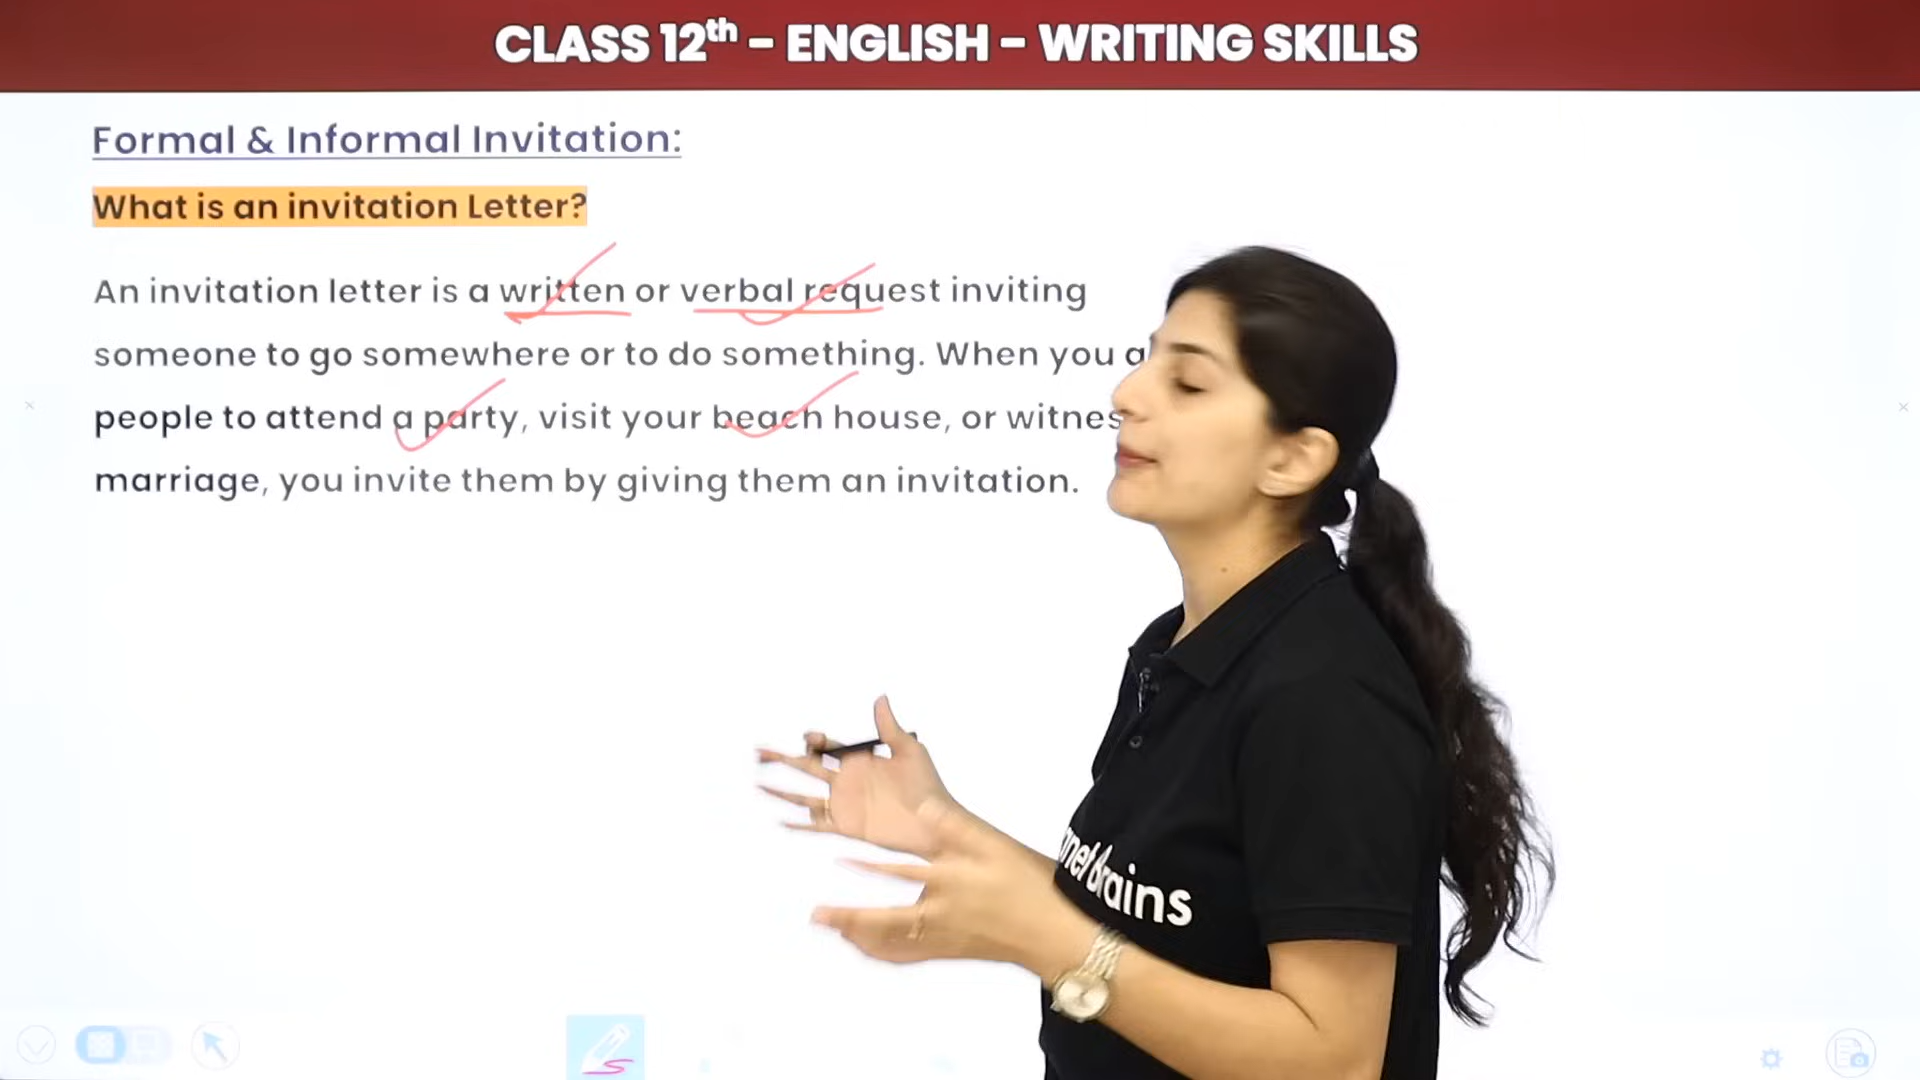 CLASS 12th – ENGLISH – WRITING SKILLS
Formal & Informal Invitation:
What is an invitation Letter?
An invitation letter is a written or verbal request inviting
someone to go somewhere or to do something. When you
people to attend a party, visit your beach house, or
marriage, you invite them by giving them an invitation.
brains